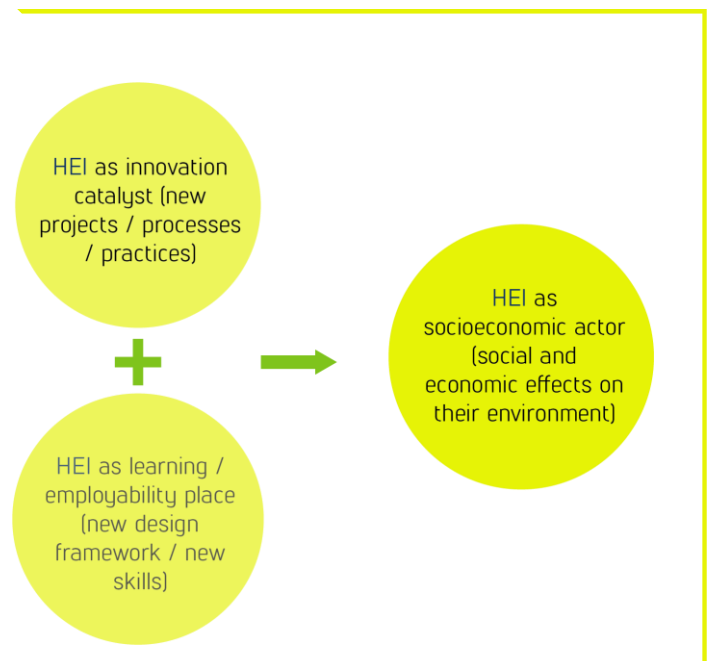 HEI as innovation
catalyst (new
projects / processes
/ practices)
HEI as learning /
employability place
(new design
framework / new
skills)
HEI as
socioeconomic actor
(social and
economic effects on
their environment)